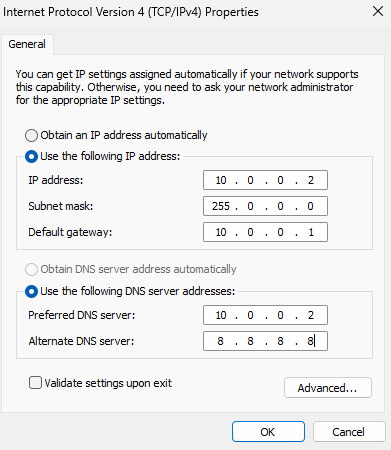 Internet Protocol Version 4 (TCP/IPv4) Properties
General
You can get IP settings assigned automatically if your network supports
this capability. Otherwise, you need to ask your network administrator
for the appropriate IP settings.
Obtain an IP address automatically
Use the following IP address:
IP address: 10 . 0 . 0 . 2
Subnet mask: 255 . 0 . 0 . 0
Default gateway: 10 . 0 . 0 . 1
Obtain DNS server address automatically
Use the following DNS server addresses:
Preferred DNS server: 10 . 0 . 0 . 2
Alternate DNS server: 8 . 8 . 8 . 8
Validate settings upon exit
Advanced...
OK Cancel